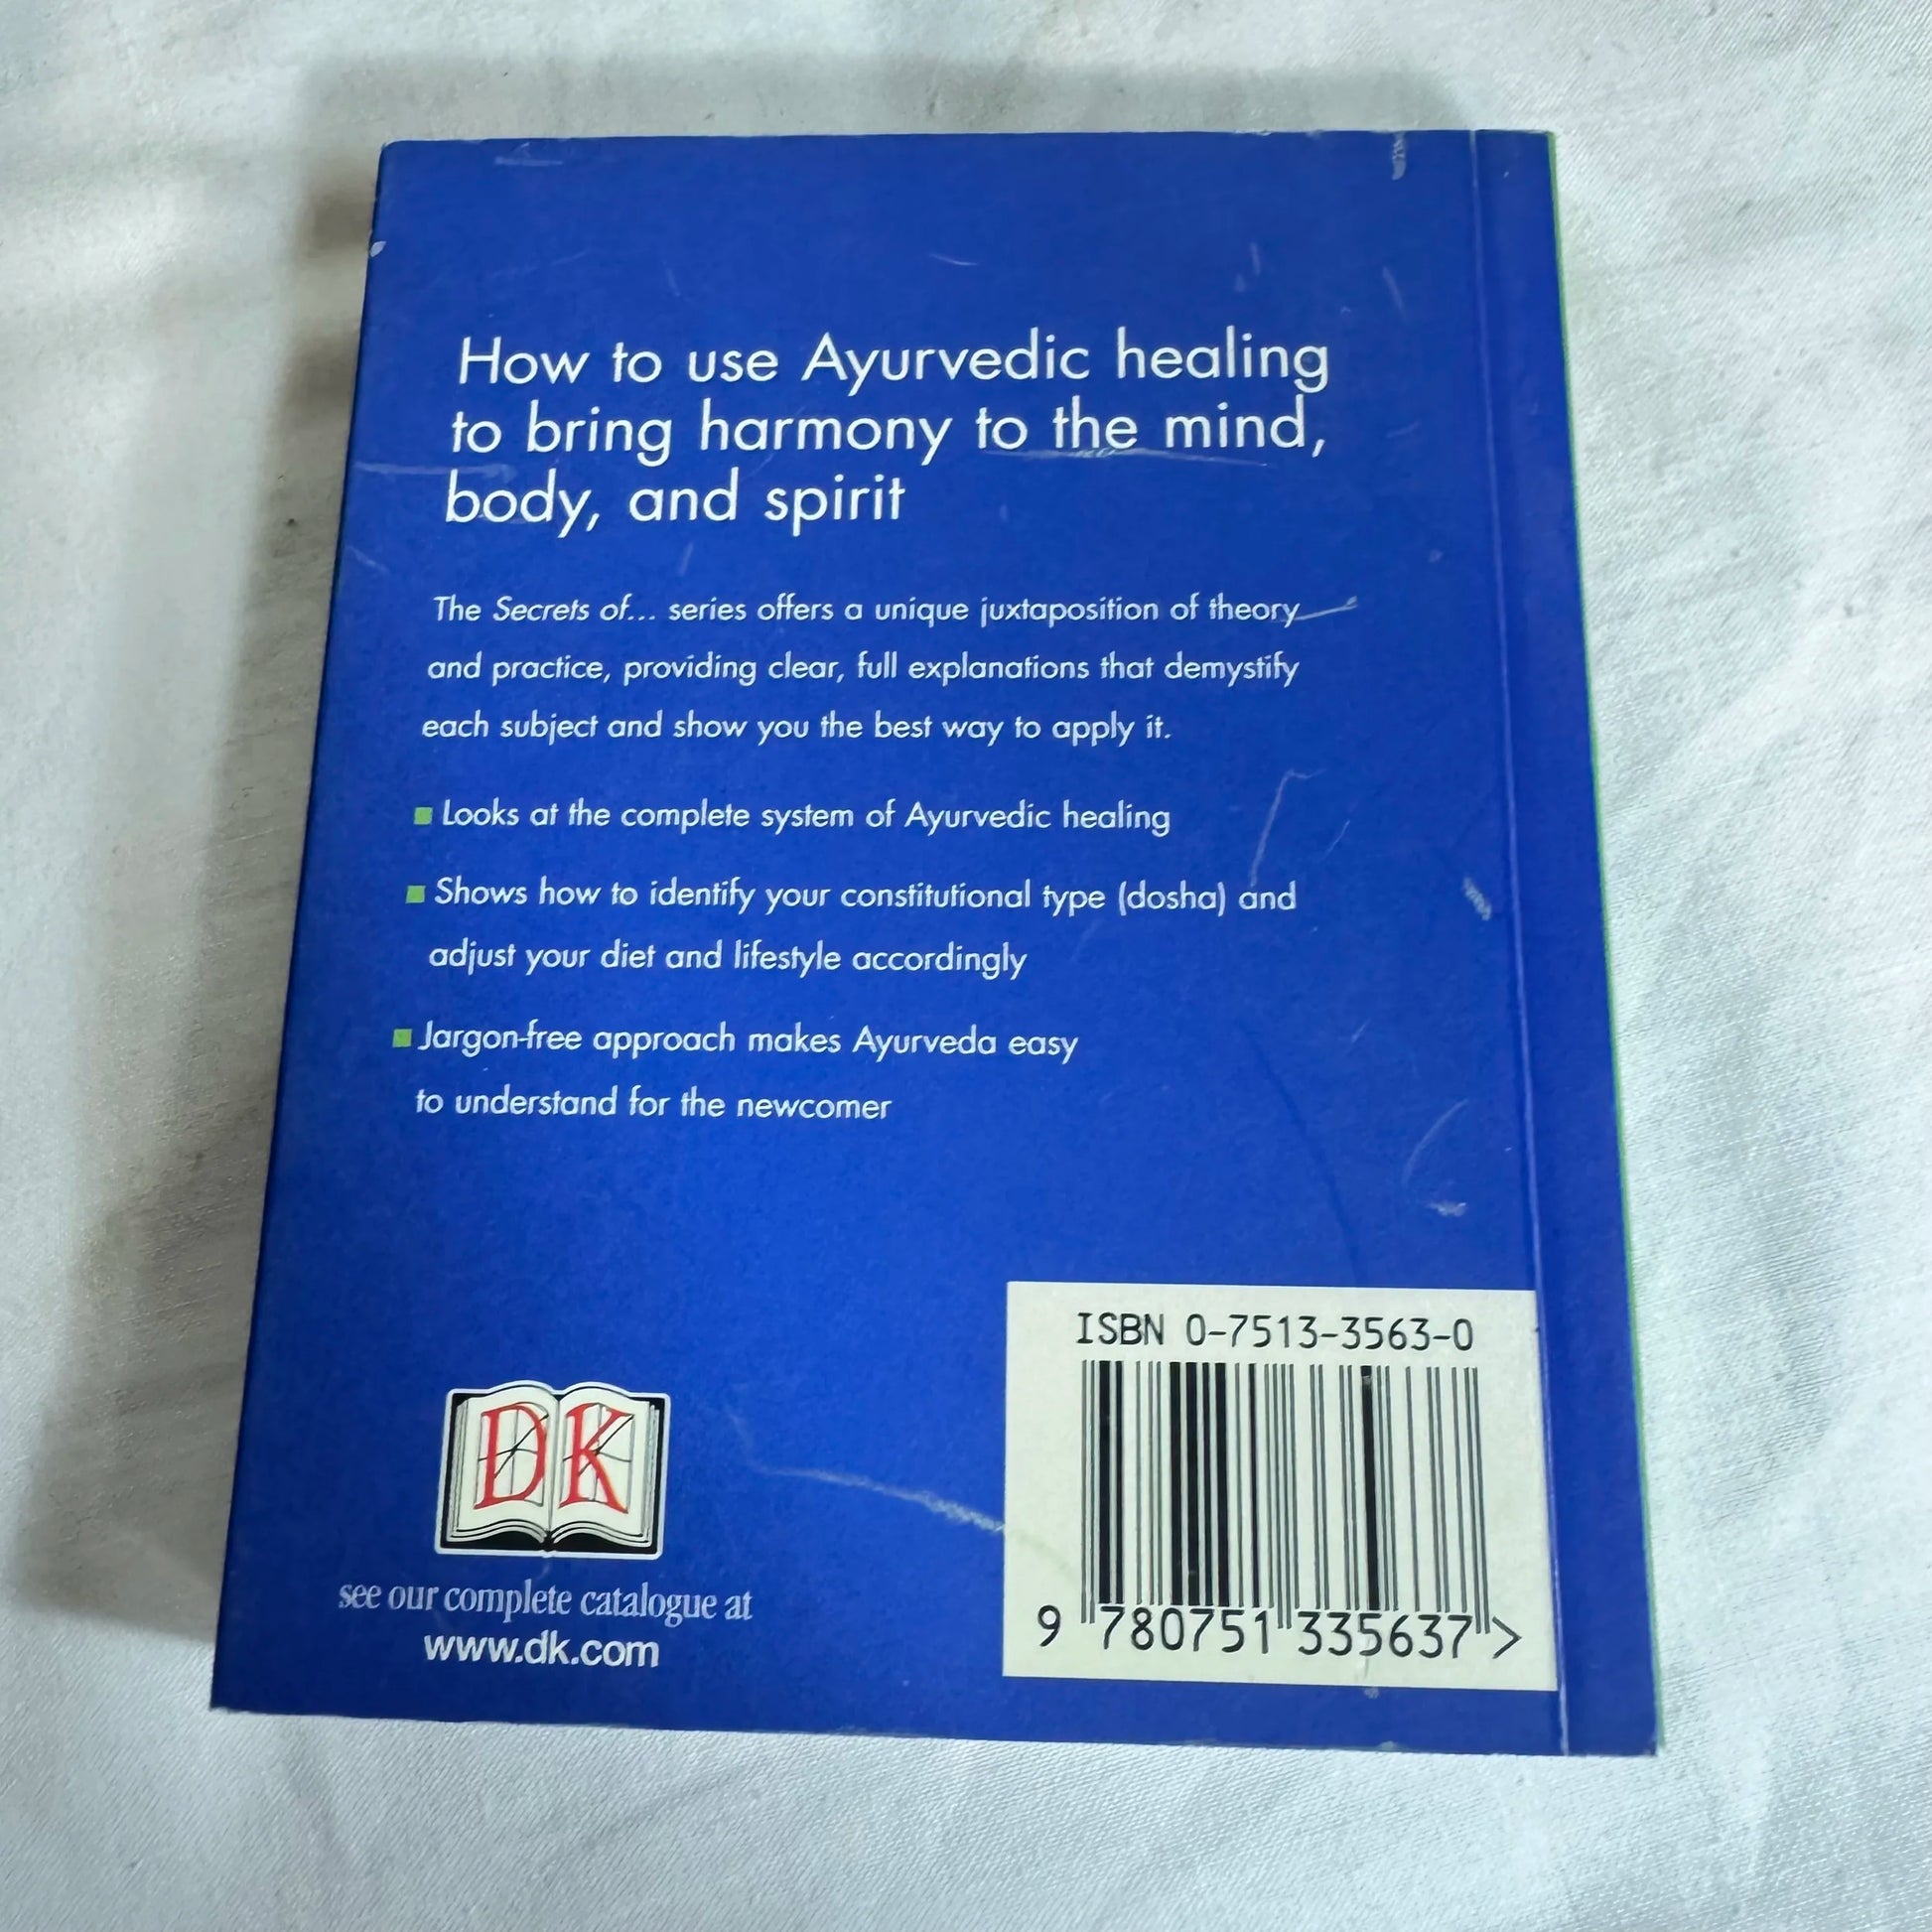 How to use Ayurvedic healing
to bring harmony to the mind,
body, and spirit
The Secrets of... series offers a unique juxtaposition of theory
and practice, providing clear, full explanations that demystify
each subject and show you the best way to apply it.
Looks at the complete system of Ayurvedic healing
Shows how to identify your constitutional type (dosha) and
adjust your diet and lifestyle accordingly
Jargon-free approach makes Ayurveda easy
to understand for the newcomer
DK
see our complete catalogue at
www.dk.com
ISBN 0-7513-3563-0
9 780751 335637 >